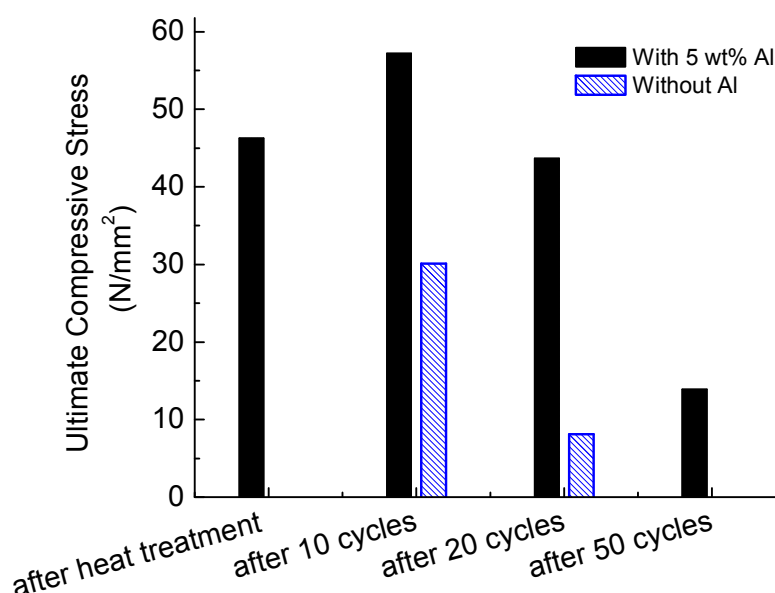 Ultimate Compressive Stress
(N/mm²)
60
50
40
30
20
10
0
With 5 wt% Al
Without Al
after heat treatment
after 10 cycles
after 20 cycles
after 50 cycles